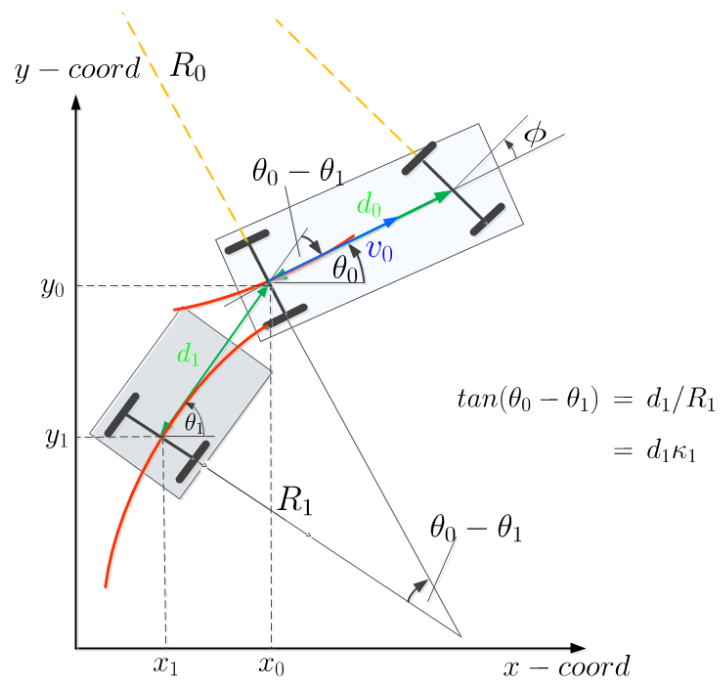 y − coord
R₀
ϕ
θ₀ − θ₁
d₀
v₀
θ₀
y₀
d₁
tan(θ₀ − θ₁) = d₁/R₁
θ₁
y₁
= d₁κ₁
R₁
θ₀ − θ₁
x₁
x₀
x − coord